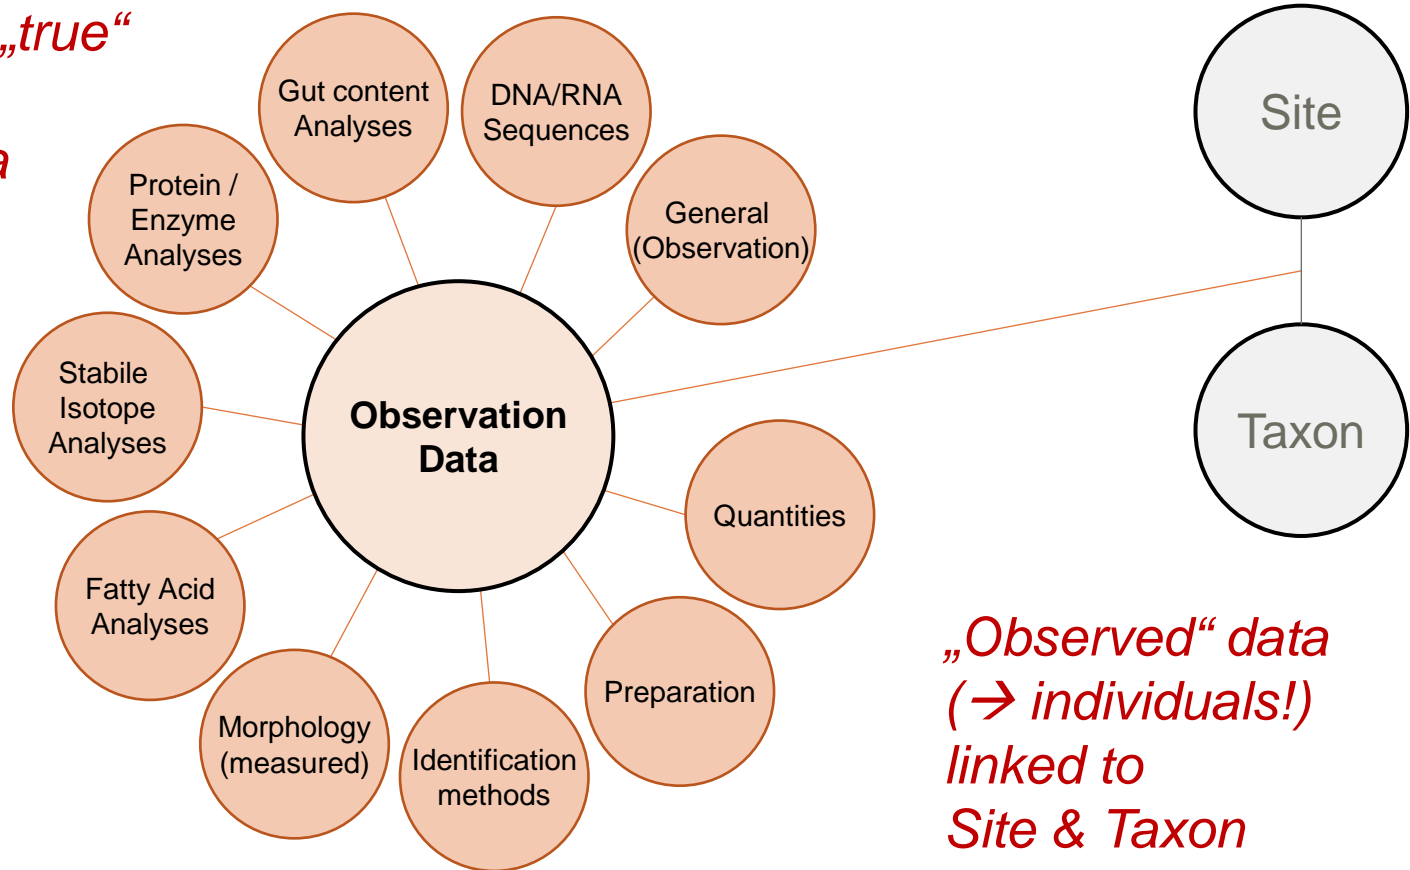 „true“
a
Gut content
Analyses
DNA/RNA
Sequences
Protein /
Enzyme
Analyses
General
(Observation)
Stabile
Isotope
Analyses
Observation
Data
Fatty Acid
Analyses
Morphology
(measured)
Identification
methods
Preparation
Quantities
Site
Taxon
„Observed“ data
(→ individuals!)
linked to
Site & Taxon